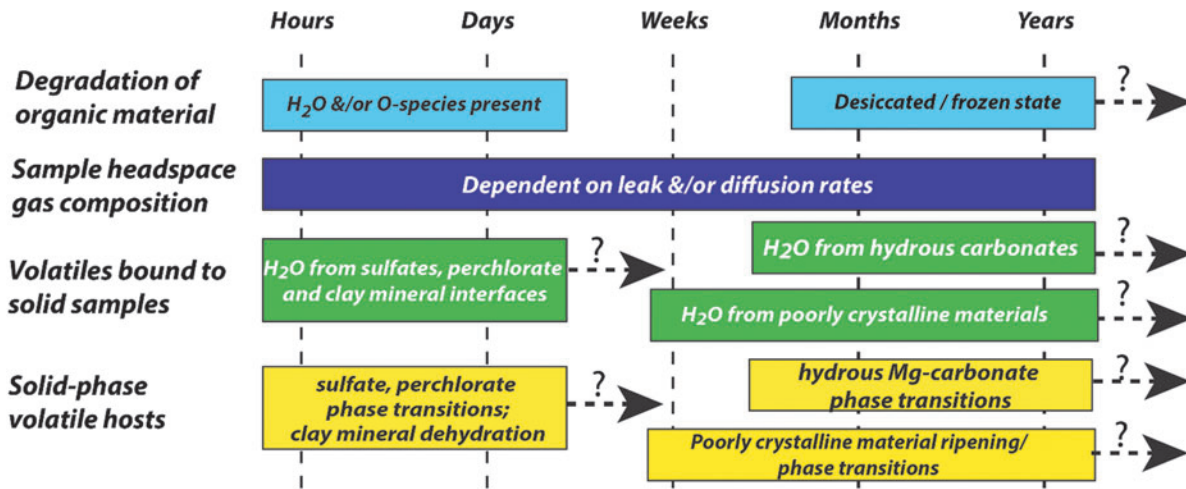 Hours Days Weeks Months Years
Degradation of
organic material
H₂O &/or O-species present
Desiccated / frozen state
?
Sample headspace
gas composition
Dependent on leak &/or diffusion rates
Volatiles bound to
solid samples
H₂O from sulfates, perchlorate
and clay mineral interfaces
?
H₂O from hydrous carbonates
?
H₂O from poorly crystalline materials
?
Solid-phase
volatile hosts
sulfate, perchlorate
phase transitions;
clay mineral dehydration
?
hydrous Mg-carbonate
phase transitions
?
Poorly crystalline material ripening/
phase transitions
?